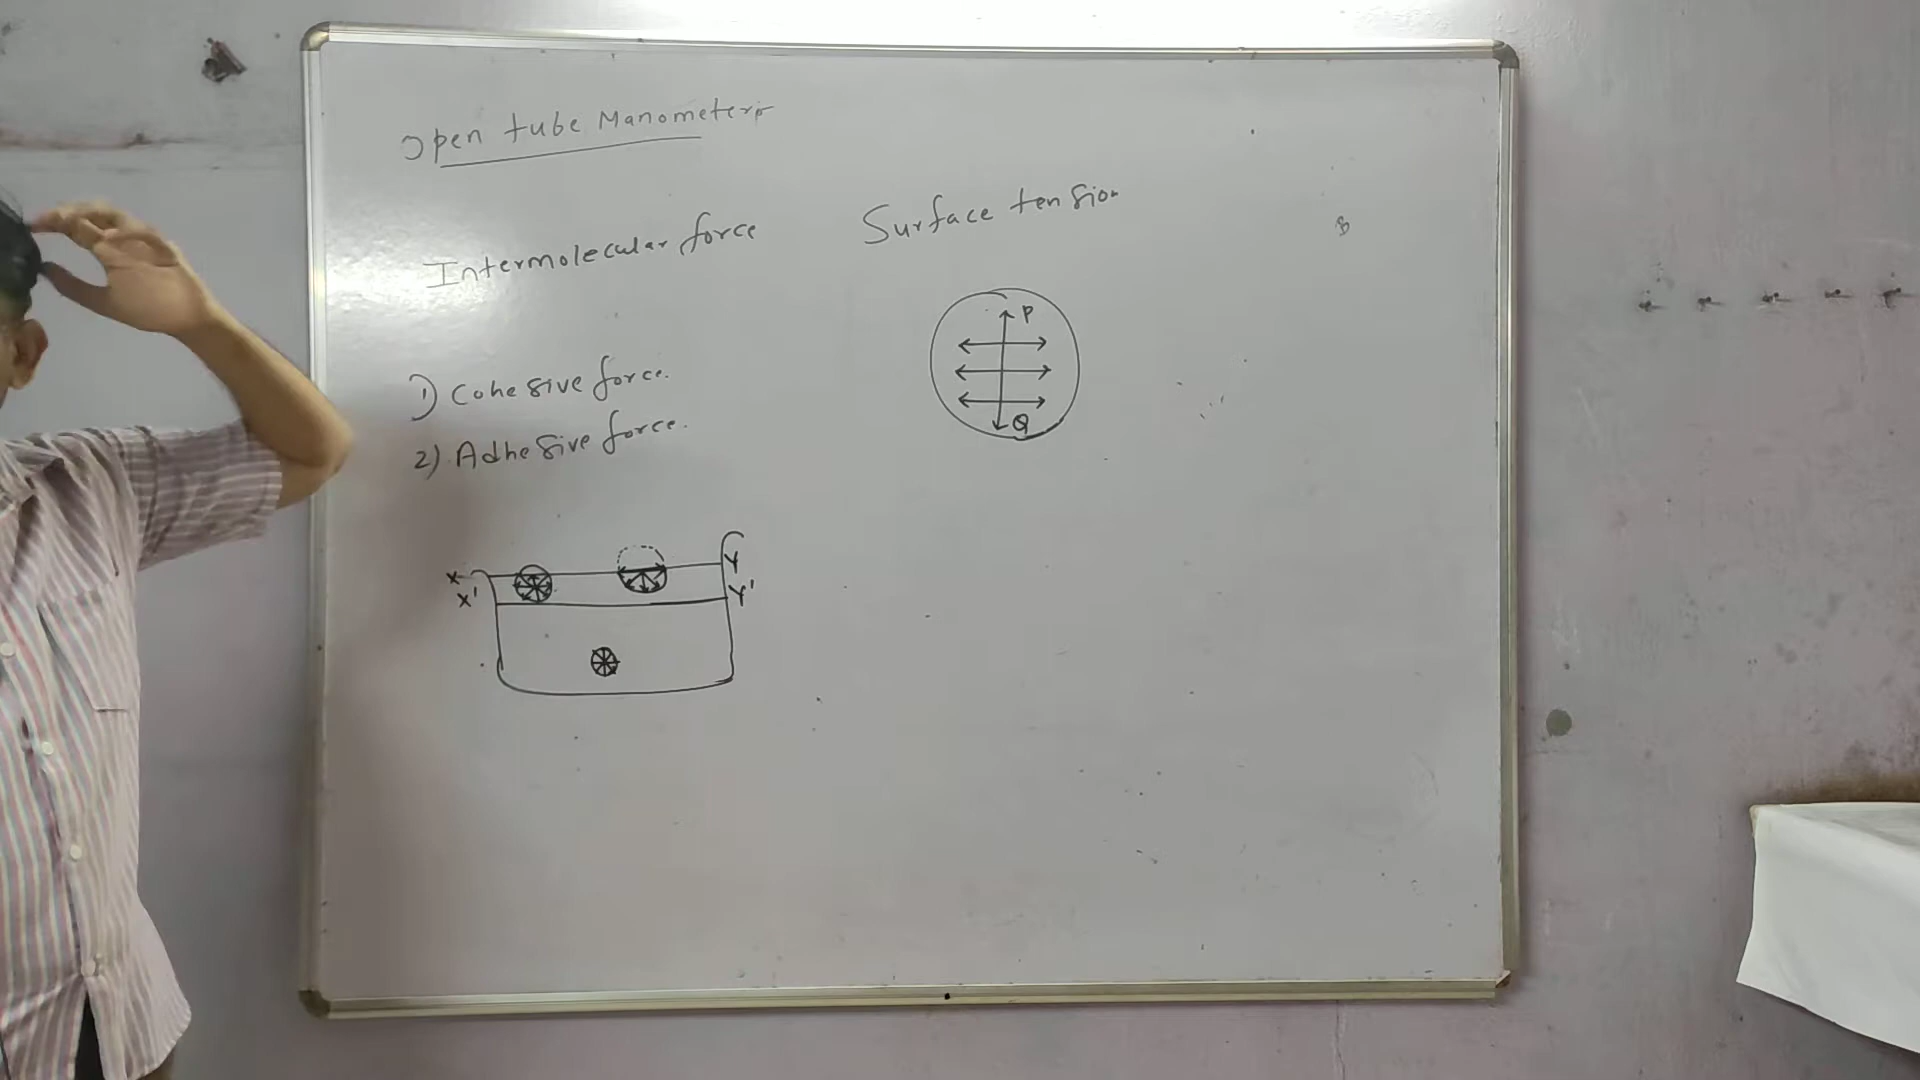 Open tube Manometer
Intermolecular force
Surface tension
P
Q
1) Cohesive force.
2) Adhesive force.
X
Y
X'
Y'